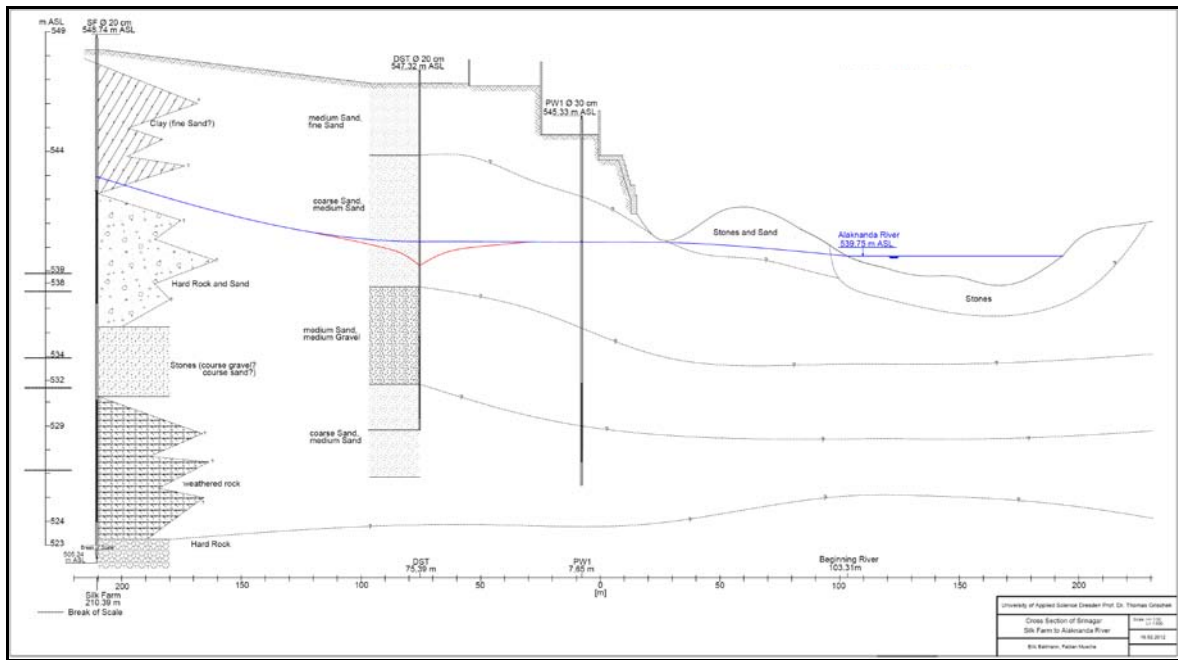 m ASL
SF Ø 20 cm
548.74 m ASL
549
DST Ø 20 cm
547.32 m ASL
PW1 Ø 30 cm
545.33 m ASL
medium Sand,
fine Sand
Clay (fine Sand?)
544
coarse Sand,
medium Sand
Stones and Sand
Alaknanda River
539.75 m ASL
539
538
Hard Rock and Sand
Stones
medium Sand,
medium Gravel
534
Stones (course gravel?
course sand?)
532
529
coarse Sand,
medium Sand
weathered rock
524
523
Hard Rock
Break of Scale
505.24
m ASL
DST
75.39 m
PW1
7.65 m
Beginning River
103.31m
200 150 100 50 0 50 100 150 200
[m]
Silk Farm
210.39 m
Break of Scale
University of Applied Science Dresden Prof. Dr. Thomas Grischek
Cross Section of Srinagar
Silk Farm to Alaknanda River